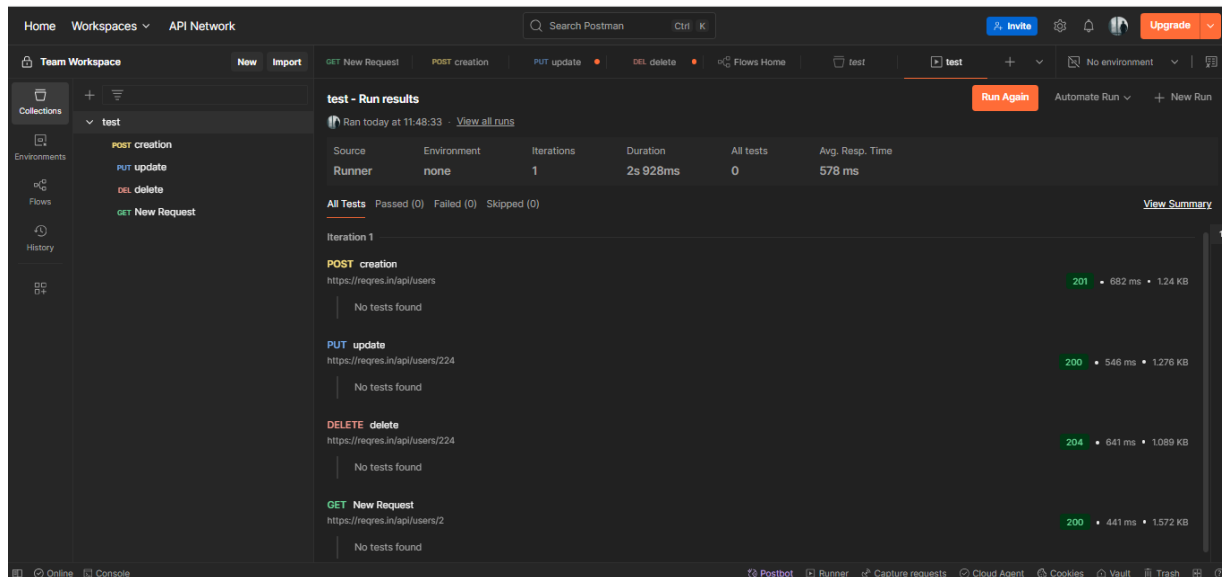 Home Workspaces API Network Search Postman Ctrl K Invite Upgrade
Team Workspace New Import GET New Request POST creation PUT update DEL delete Flows Home test test No environment
Collections
Environments
Flows
History
test
POST creation
PUT update
DEL delete
GET New Request
test - Run results Run Again Automate Run New Run
Ran today at 11:48:33 · View all runs
Source Environment Iterations Duration All tests Avg. Resp. Time
Runner none 1 2s 928ms 0 578 ms
All Tests Passed (0) Failed (0) Skipped (0) View Summary
Iteration 1
POST creation
https://reqres.in/api/users 201 • 682 ms • 1.24 KB
No tests found
PUT update
https://reqres.in/api/users/224 200 • 546 ms • 1.276 KB
No tests found
DELETE delete
https://reqres.in/api/users/224 204 • 641 ms • 1.089 KB
No tests found
GET New Request
https://reqres.in/api/users/2 200 • 441 ms • 1.572 KB
No tests found
Online Console Postbot Runner Capture requests Cloud Agent Cookies Vault Trash